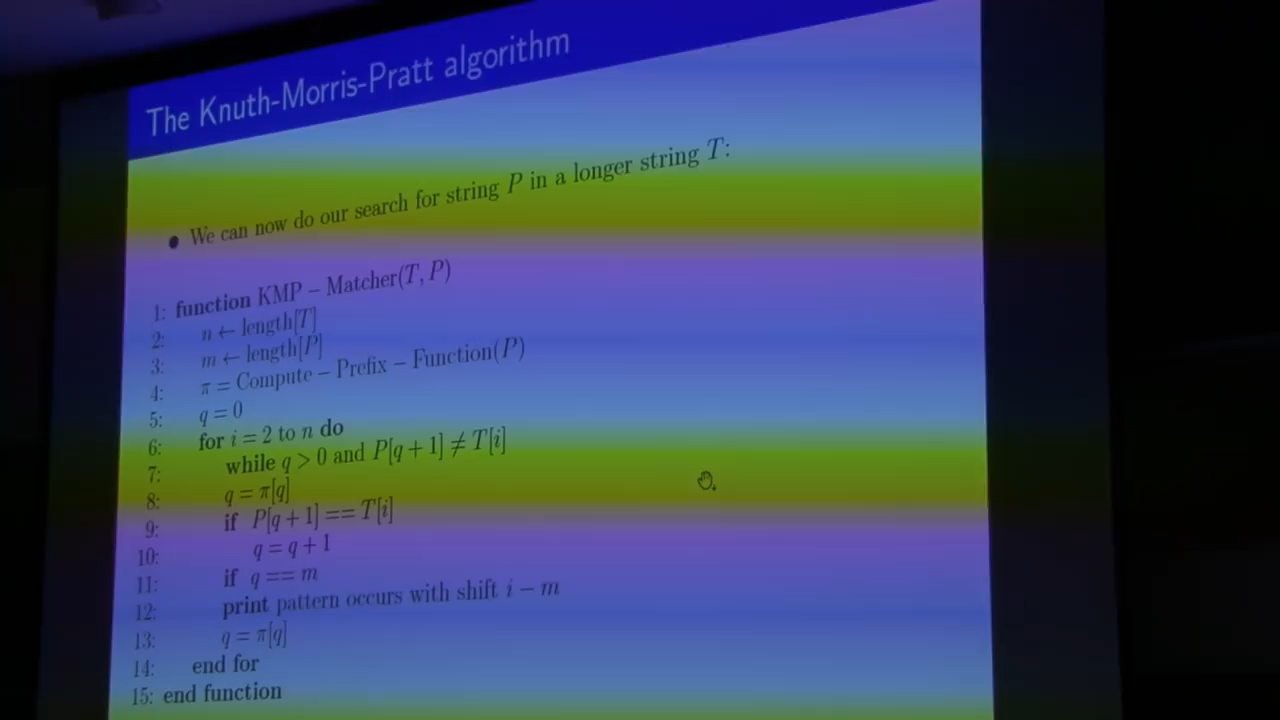 The Knuth-Morris-Pratt algorithm
• We can now do our search for string P in a longer string T:
1: function KMP – Matcher(T, P)
2: n ← length[T]
3: m ← length[P]
4: π = Compute – Prefix – Function(P)
5: q = 0
6: for i = 2 to n do
7: while q > 0 and P[q + 1] ≠ T[i]
8: q = π[q]
9: if P[q + 1] == T[i]
10: q = q + 1
11: if q == m
12: print pattern occurs with shift i − m
13: q = π[q]
14: end for
15: end function